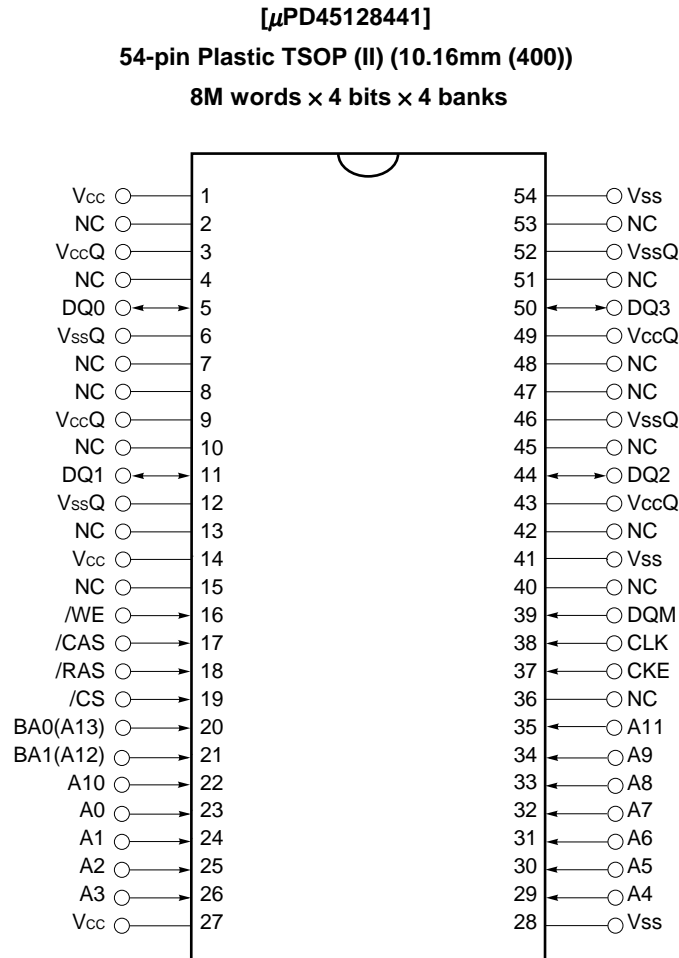 [µPD45128441]
54-pin Plastic TSOP (II) (10.16mm (400))
8M words × 4 bits × 4 banks
Vcc 1 54 Vss
NC 2 53 NC
VccQ 3 52 VssQ
NC 4 51 NC
DQ0 5 50 DQ3
VssQ 6 49 VccQ
NC 7 48 NC
NC 8 47 NC
VccQ 9 46 VssQ
NC 10 45 NC
DQ1 11 44 DQ2
VssQ 12 43 VccQ
NC 13 42 NC
Vcc 14 41 Vss
NC 15 40 NC
/WE 16 39 DQM
/CAS 17 38 CLK
/RAS 18 37 CKE
/CS 19 36 NC
BA0(A13) 20 35 A11
BA1(A12) 21 34 A9
A10 22 33 A8
A0 23 32 A7
A1 24 31 A6
A2 25 30 A5
A3 26 29 A4
Vcc 27 28 Vss